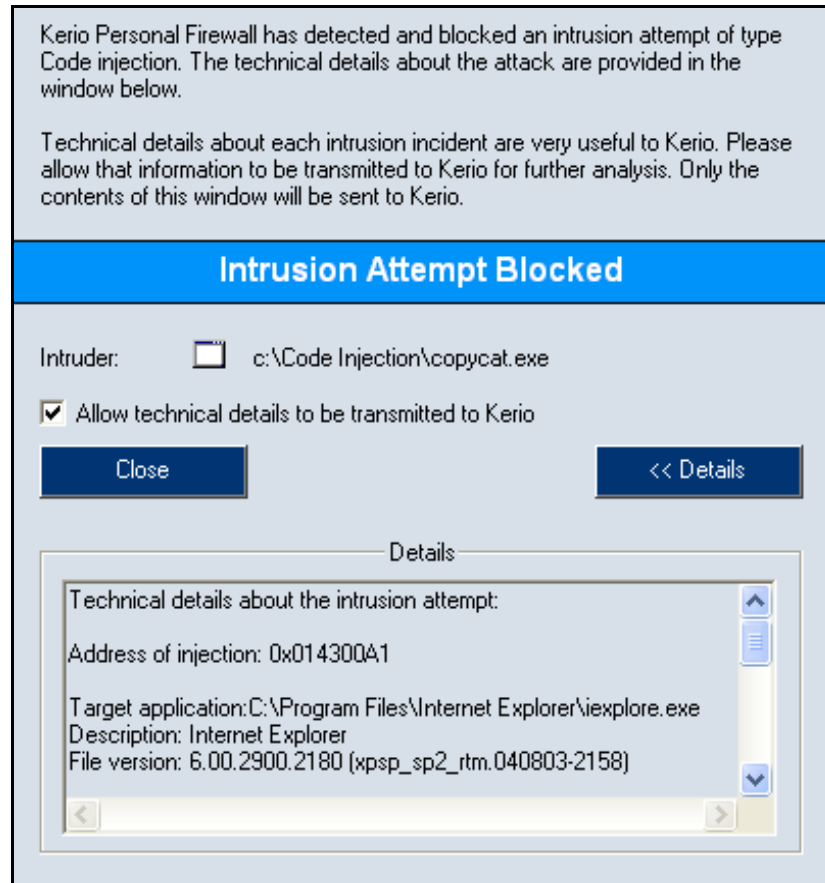 Kerio Personal Firewall has detected and blocked an intrusion attempt of type
Code injection. The technical details about the attack are provided in the
window below.
Technical details about each intrusion incident are very useful to Kerio. Please
allow that information to be transmitted to Kerio for further analysis. Only the
contents of this window will be sent to Kerio.
Intrusion Attempt Blocked
Intruder: c:\Code Injection\copycat.exe
Allow technical details to be transmitted to Kerio
Close << Details
Details
Technical details about the intrusion attempt:
Address of injection: 0x014300A1
Target application:C:\Program Files\Internet Explorer\iexplore.exe
Description: Internet Explorer
File version: 6.00.2900.2180 (xpsp_sp2_rtm.040803-2158)